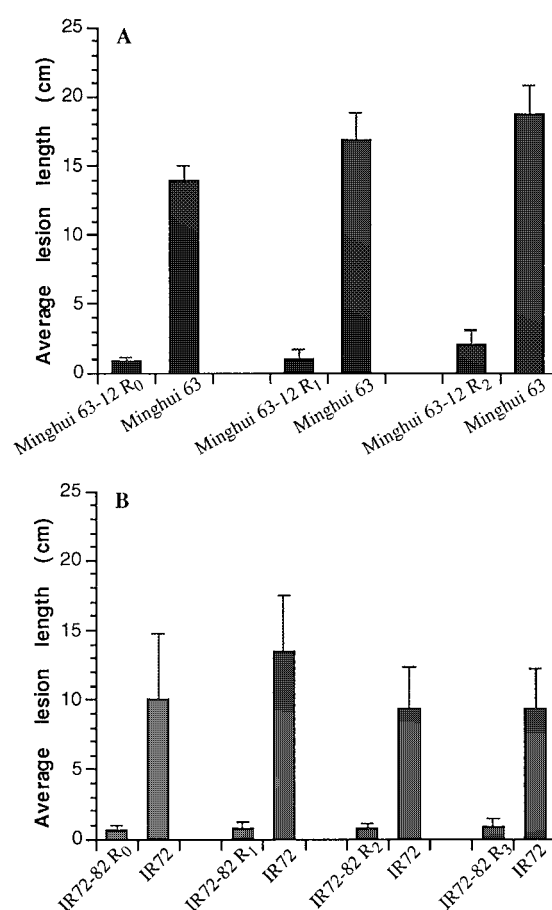 A
Average lesion length (cm)
25
20
15
10
5
0
Minghui 63-12 R0
Minghui 63
Minghui 63-12 R1
Minghui 63
Minghui 63-12 R2
Minghui 63
B
Average lesion length (cm)
25
20
15
10
5
0
IR72-82 R0
IR72
IR72-82 R1
IR72
IR72-82 R2
IR72
IR72-82 R3
IR72